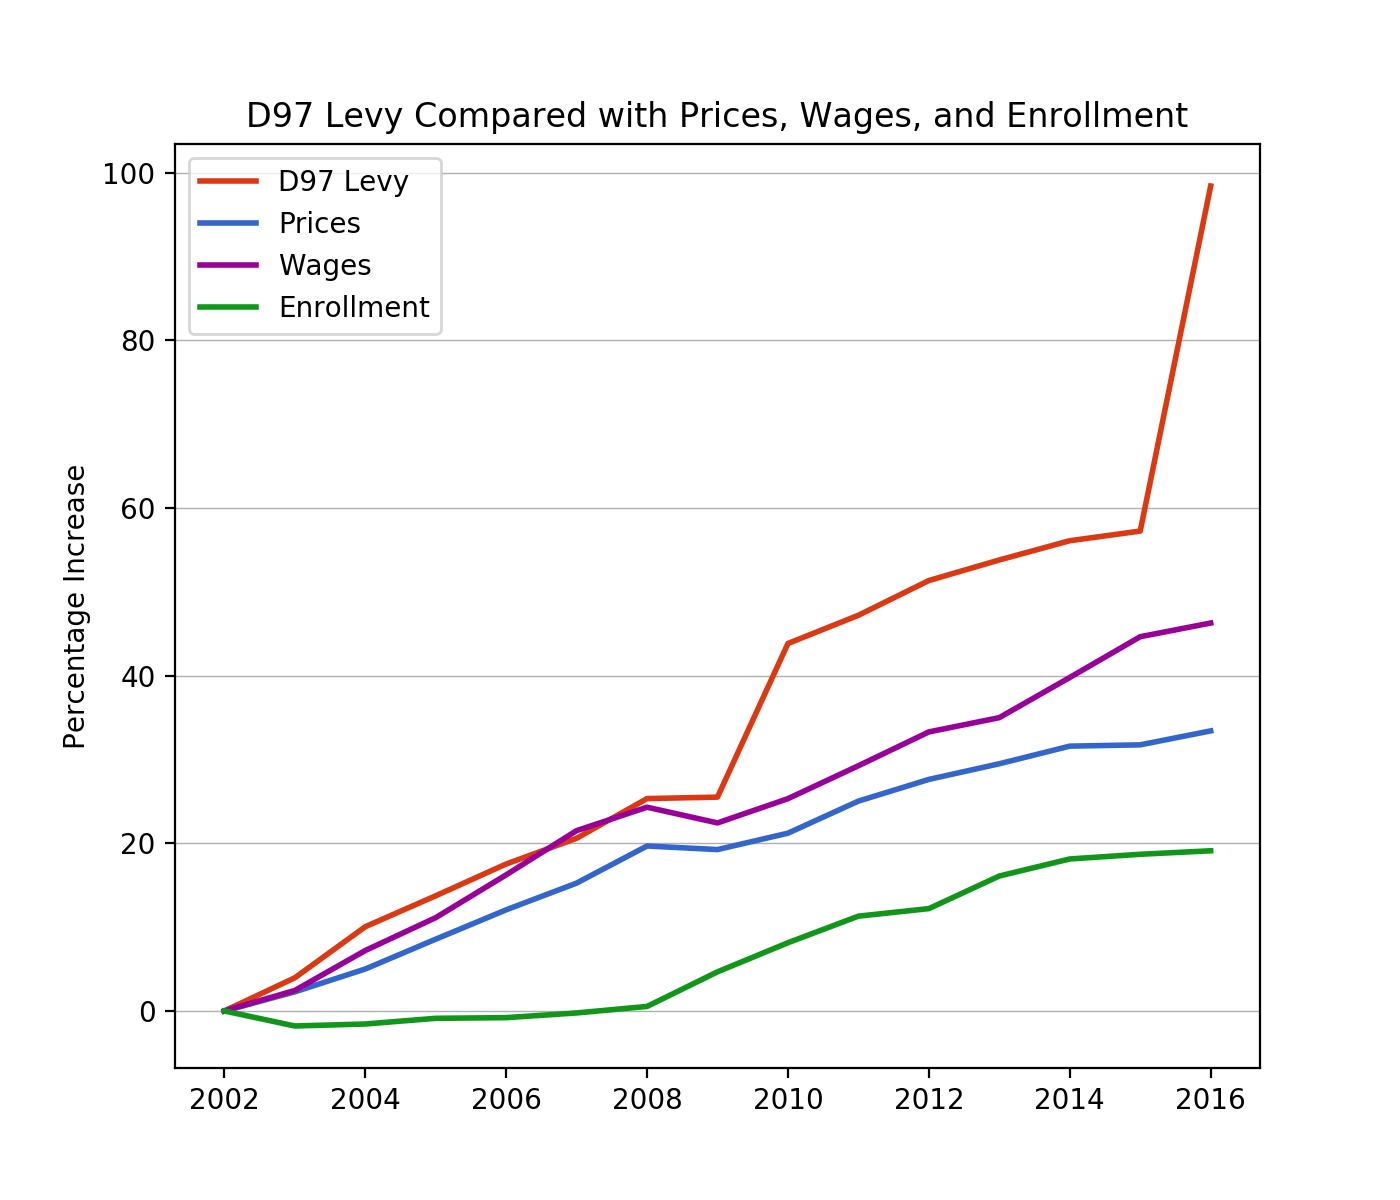 D97 Levy Compared with Prices, Wages, and Enrollment
D97 Levy
Prices
Wages
Enrollment
Percentage Increase
100
80
60
40
20
0
2002 2004 2006 2008 2010 2012 2014 2016